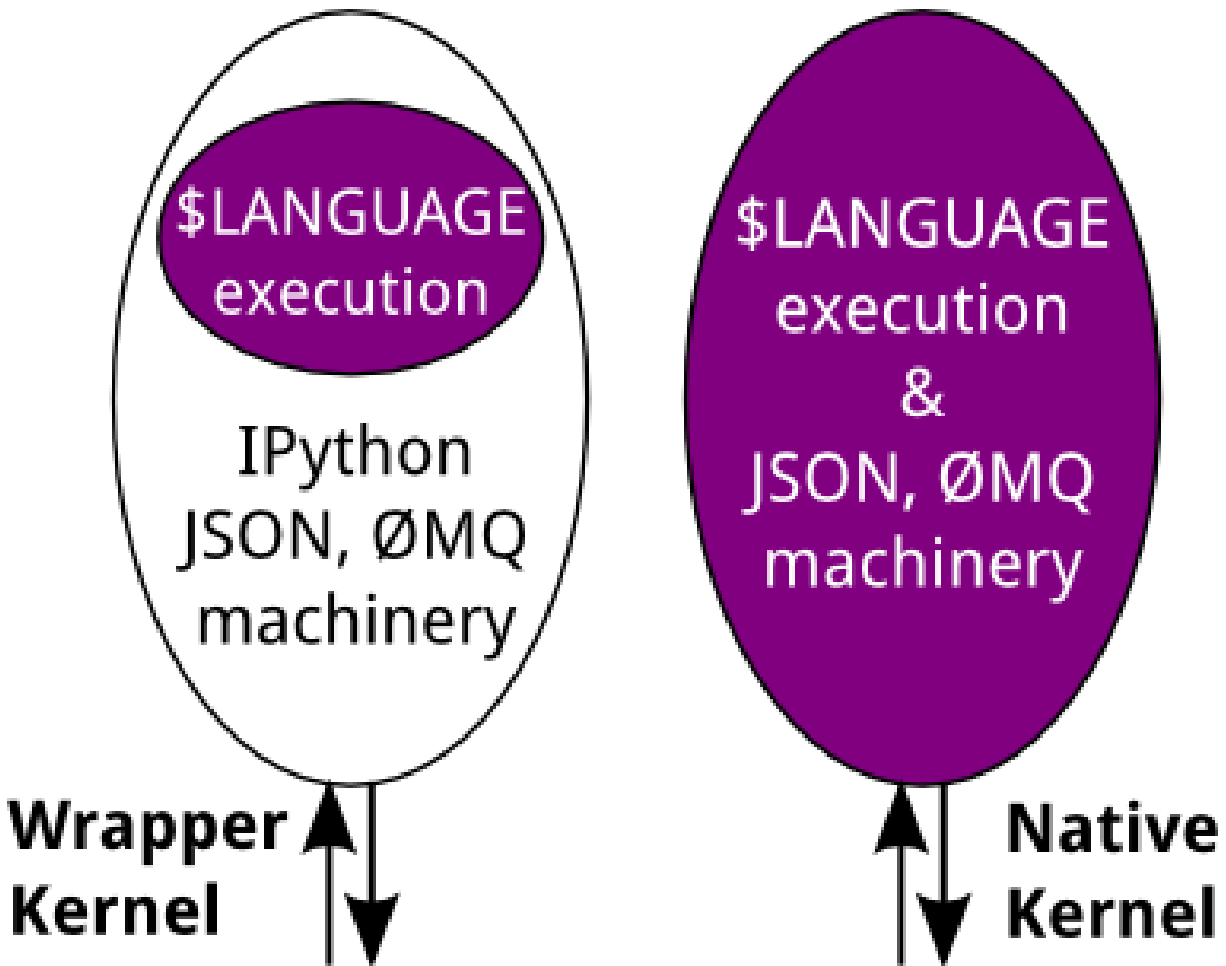 $LANGUAGE
execution
IPython
JSON, ØMQ
machinery
Wrapper
Kernel
$LANGUAGE
execution
&
JSON, ØMQ
machinery
Native
Kernel